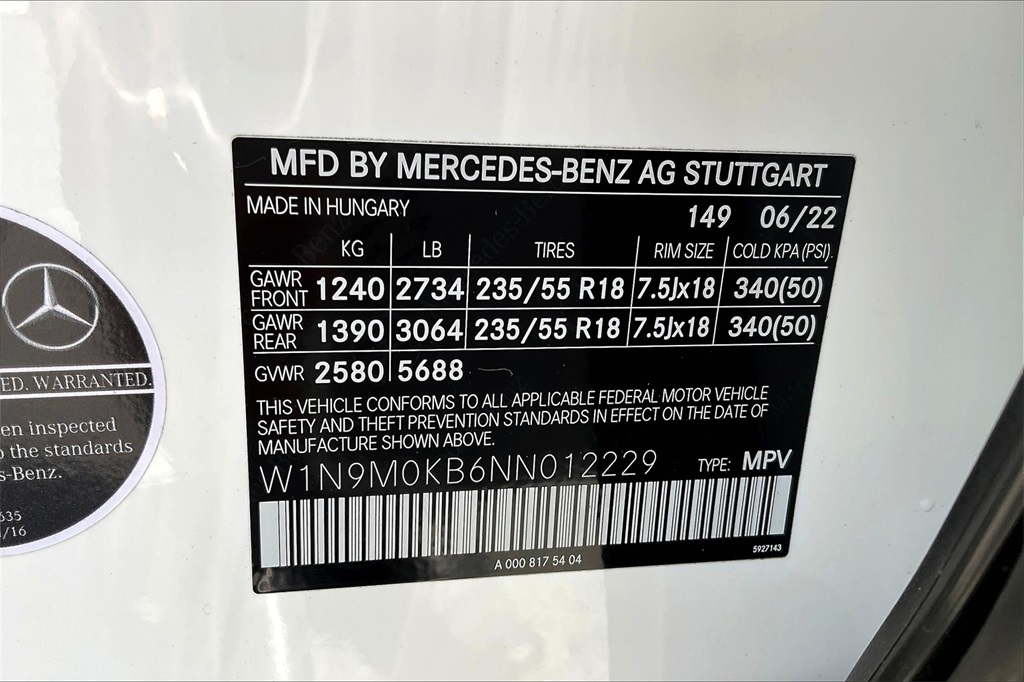 MFD BY MERCEDES-BENZ AG STUTTGART
MADE IN HUNGARY 149 06/22
KG LB TIRES RIM SIZE COLD KPA (PSI)
GAWR FRONT 1240 2734 235/55 R18 7.5Jx18 340(50)
GAWR REAR 1390 3064 235/55 R18 7.5Jx18 340(50)
GVWR 2580 5688
THIS VEHICLE CONFORMS TO ALL APPLICABLE FEDERAL MOTOR VEHICLE
SAFETY AND THEFT PREVENTION STANDARDS IN EFFECT ON THE DATE OF
MANUFACTURE SHOWN ABOVE.
W1N9M0KB6NN012229 TYPE: MPV
5927143
A 000 817 54 04
ED. WARRANTED.
en inspected
o the standards
s-Benz.
635
/16